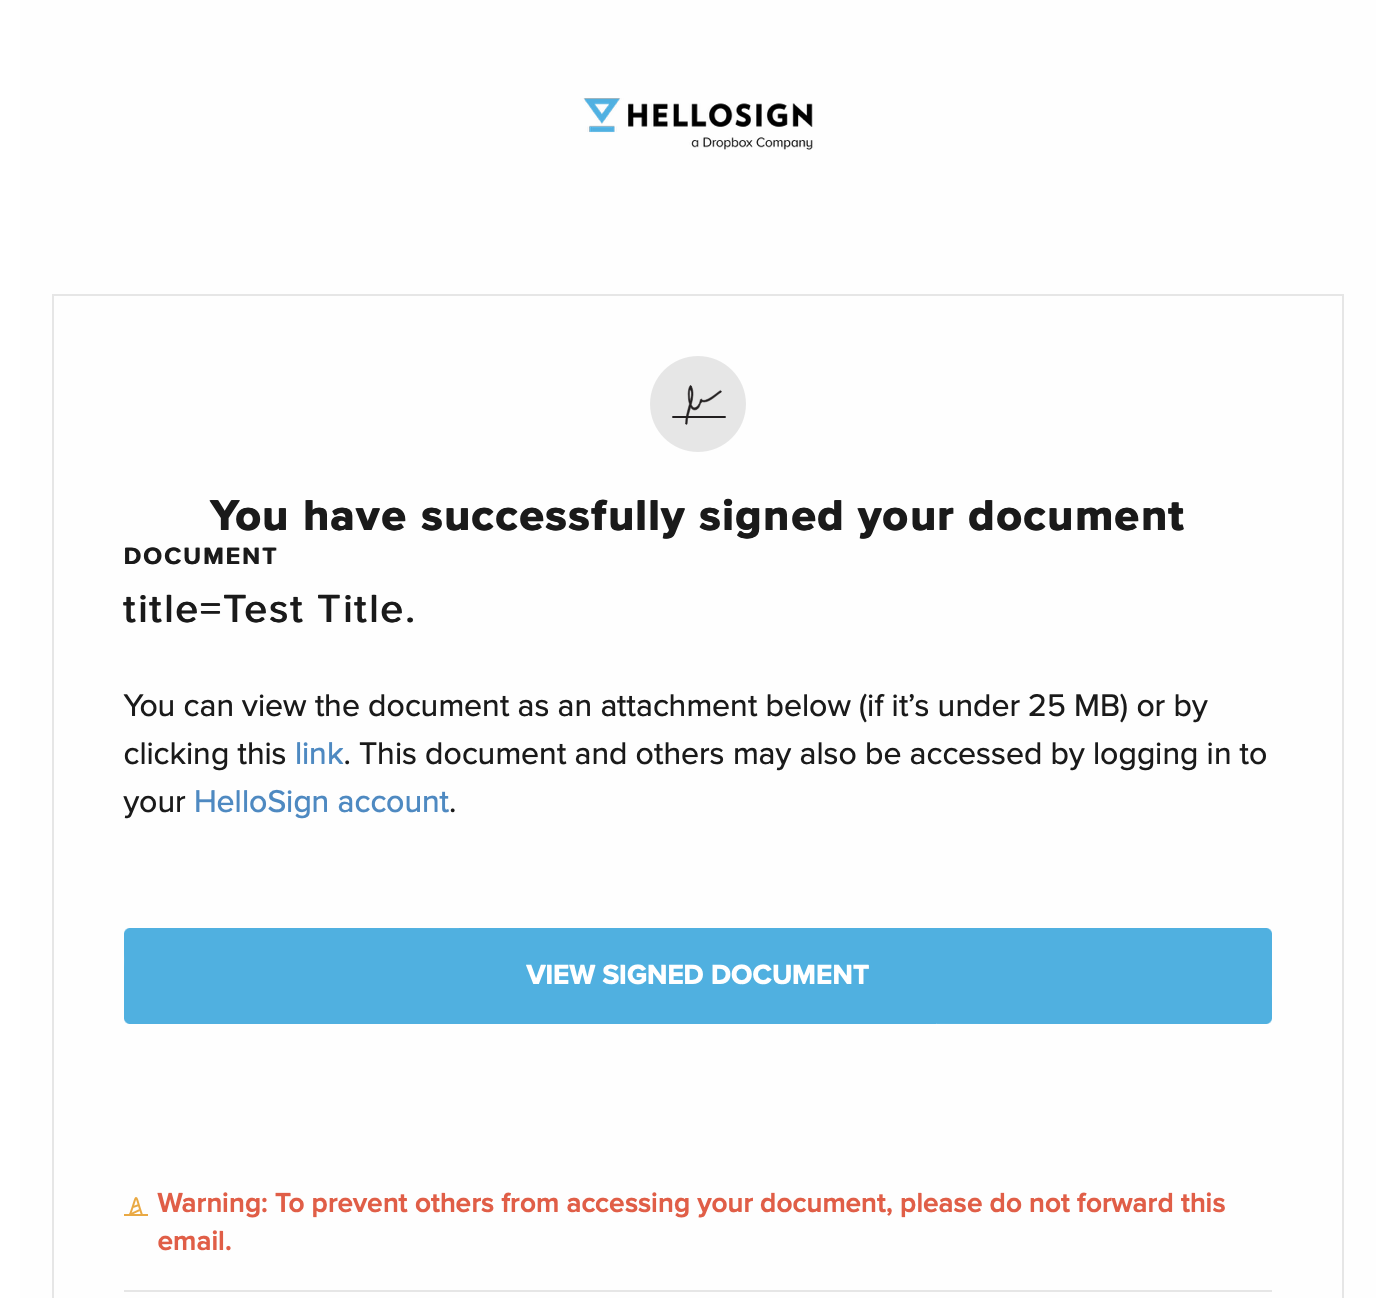 HELLOSIGN
a Dropbox Company
You have successfully signed your document
DOCUMENT
title=Test Title.
You can view the document as an attachment below (if it’s under 25 MB) or by
clicking this link. This document and others may also be accessed by logging in to
your HelloSign account.
VIEW SIGNED DOCUMENT
Warning: To prevent others from accessing your document, please do not forward this
email.